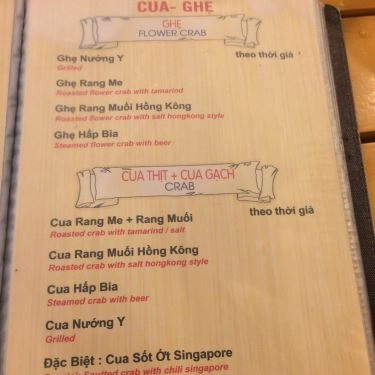 CUA- GHẸ
GHẸ
FLOWER CRAB
Ghẹ Nướng Y
theo thời giá
Grilled
Ghẹ Rang Me
Roasted flower crab with tamarind
Ghẹ Rang Muối Hồng Kông
Roasted flower crab with salt hongkong style
Ghẹ Hấp Bia
Steamed flower crab with beer
CUA THỊT + CUA GẠCH
CRAB
Cua Rang Me + Rang Muối
theo thời giá
Roasted crab with tamarind / salt
Cua Rang Muối Hồng Kông
Roasted crab with salt hongkong style
Cua Hấp Bia
Steamed crab with beer
Cua Nướng Y
Grilled
Đặc Biệt : Cua Sốt Ớt Singapore
crab with chili singapore